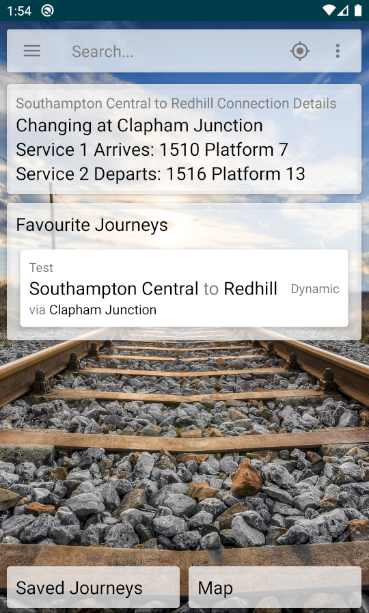 1:54
Search...
Southampton Central to Redhill Connection Details
Changing at Clapham Junction
Service 1 Arrives: 1510 Platform 7
Service 2 Departs: 1516 Platform 13
Favourite Journeys
Test
Southampton Central to Redhill Dynamic
via Clapham Junction
Saved Journeys
Map